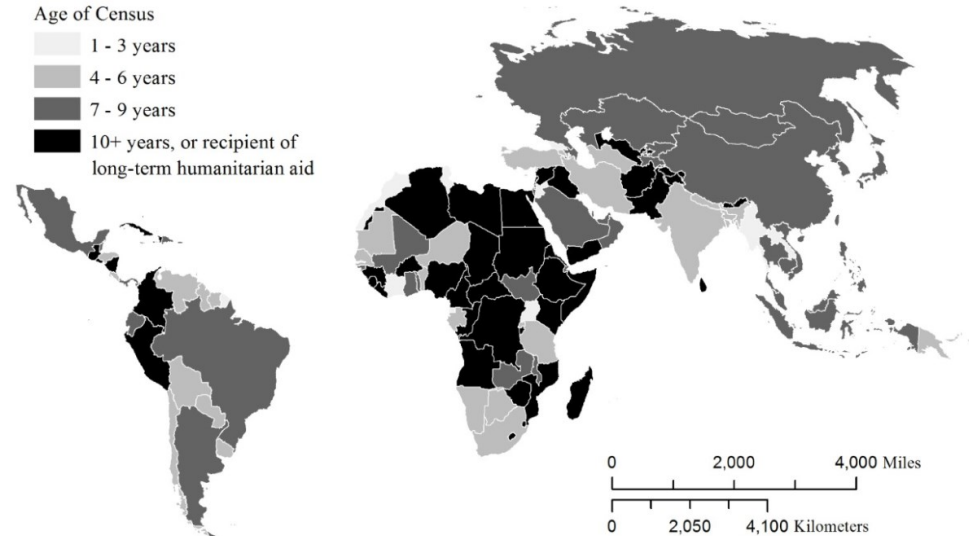 Age of Census
1 - 3 years
4 - 6 years
7 - 9 years
10+ years, or recipient of
long-term humanitarian aid
0 2,000 4,000 Miles
0 2,050 4,100 Kilometers